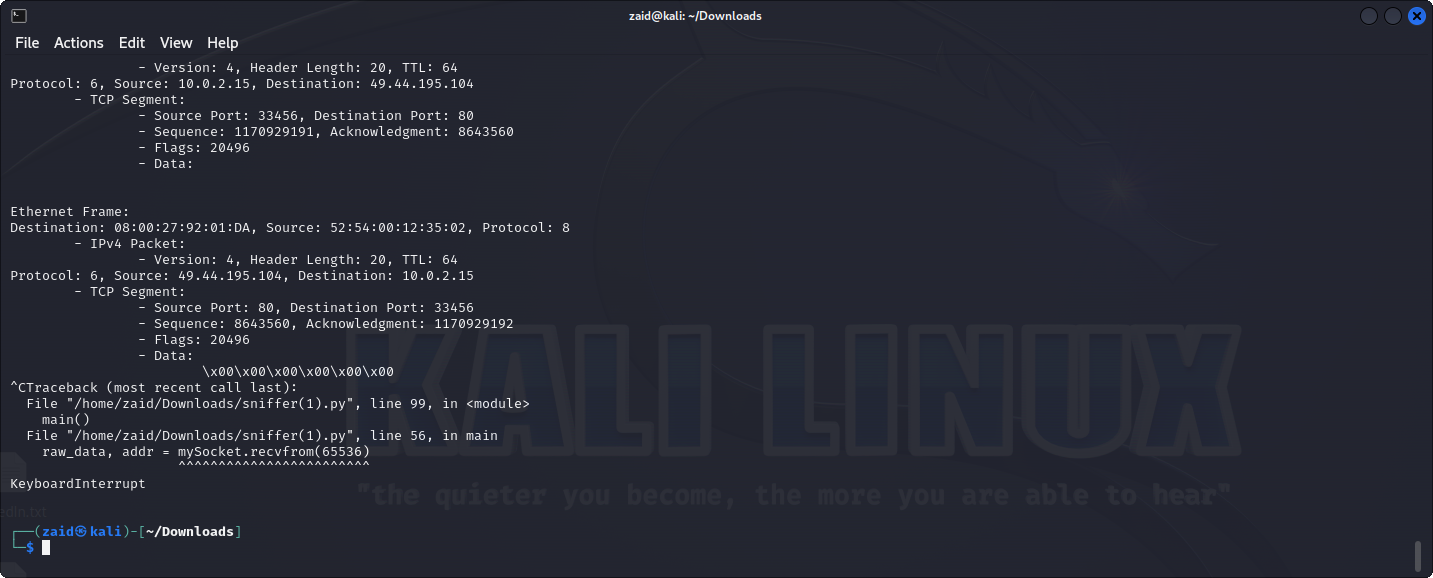 zaid@kali: ~/Downloads
File Actions Edit View Help
- Version: 4, Header Length: 20, TTL: 64
Protocol: 6, Source: 10.0.2.15, Destination: 49.44.195.104
- TCP Segment:
- Source Port: 33456, Destination Port: 80
- Sequence: 1170929191, Acknowledgment: 8643560
- Flags: 20496
- Data:
Ethernet Frame:
Destination: 08:00:27:92:01:DA, Source: 52:54:00:12:35:02, Protocol: 8
- IPv4 Packet:
- Version: 4, Header Length: 20, TTL: 64
Protocol: 6, Source: 49.44.195.104, Destination: 10.0.2.15
- TCP Segment:
- Source Port: 80, Destination Port: 33456
- Sequence: 8643560, Acknowledgment: 1170929192
- Flags: 20496
- Data:
\x00\x00\x00\x00\x00\x00
^CTraceback (most recent call last):
File "/home/zaid/Downloads/sniffer(1).py", line 99, in <module>
main()
File "/home/zaid/Downloads/sniffer(1).py", line 56, in main
raw_data, addr = mySocket.recvfrom(65536)
^^^^^^^^^^^^^^^^^^^^^^^^
KeyboardInterrupt
KALI LINUX
"the quieter you become, the more you are able to hear"
edin.txt
┌──(zaid㉿kali)-[~/Downloads]
└─$